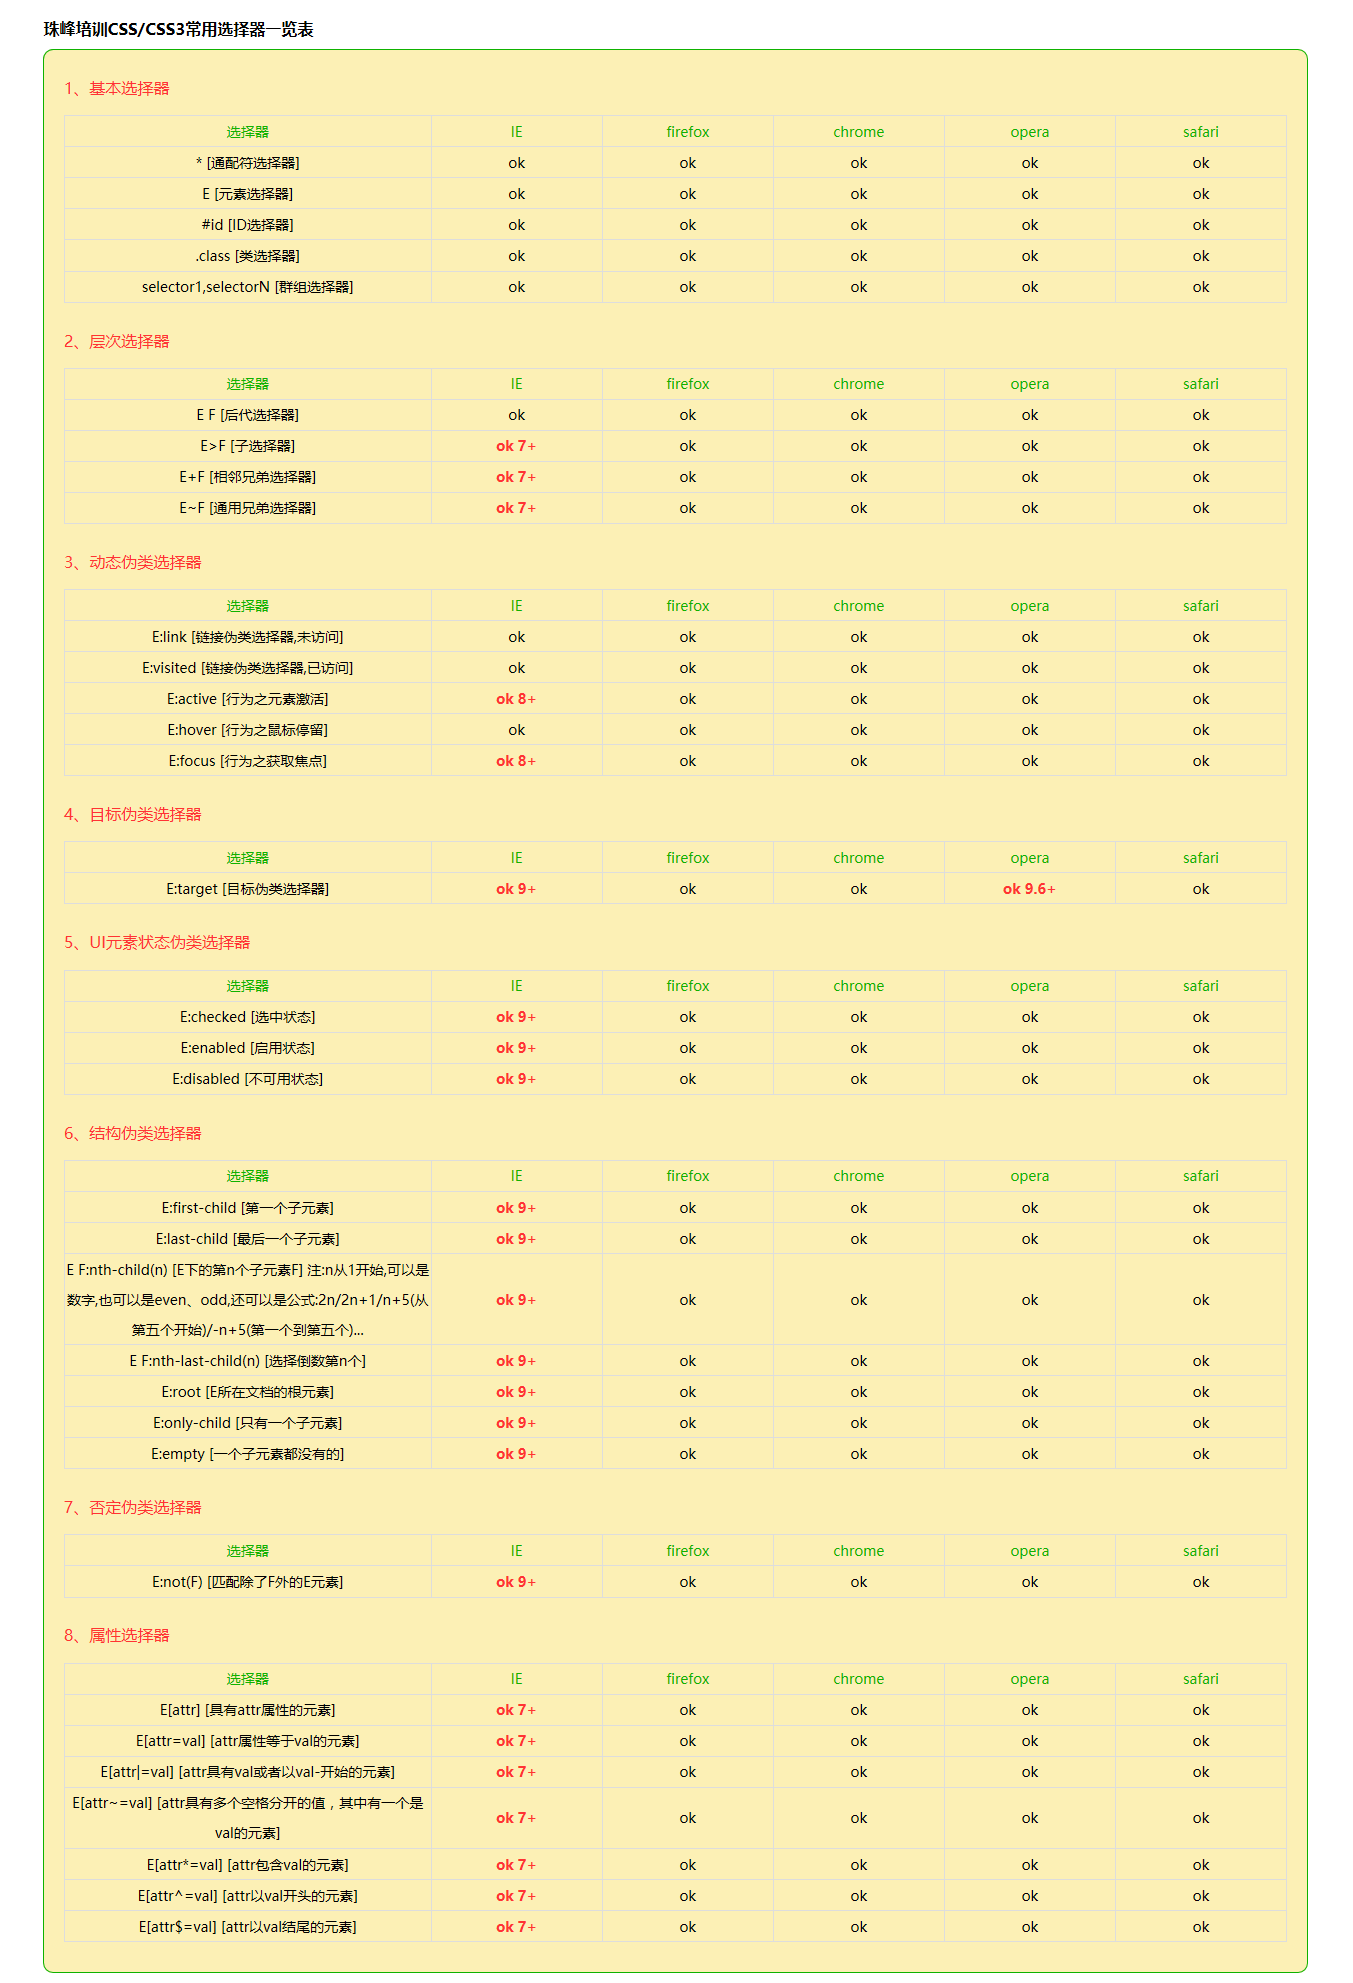 珠峰培训CSS/CSS3常用选择器一览表
1、基本选择器
选择器 IE firefox chrome opera safari
* [通配符选择器] ok ok ok ok ok
E [元素选择器] ok ok ok ok ok
#id [ID选择器] ok ok ok ok ok
.class [类选择器] ok ok ok ok ok
selector1,selectorN [群组选择器] ok ok ok ok ok
2、层次选择器
选择器 IE firefox chrome opera safari
E F [后代选择器] ok ok ok ok ok
E>F [子选择器] ok 7+ ok ok ok ok
E+F [相邻兄弟选择器] ok 7+ ok ok ok ok
E~F [通用兄弟选择器] ok 7+ ok ok ok ok
3、动态伪类选择器
选择器 IE firefox chrome opera safari
E:link [链接伪类选择器,未访问] ok ok ok ok ok
E:visited [链接伪类选择器,已访问] ok ok ok ok ok
E:active [行为之元素激活] ok 8+ ok ok ok ok
E:hover [行为之鼠标停留] ok ok ok ok ok
E:focus [行为之获取焦点] ok 8+ ok ok ok ok
4、目标伪类选择器
选择器 IE firefox chrome opera safari
E:target [目标伪类选择器] ok 9+ ok ok ok 9.6+ ok
5、UI元素状态伪类选择器
选择器 IE firefox chrome opera safari
E:checked [选中状态] ok 9+ ok ok ok ok
E:enabled [启用状态] ok 9+ ok ok ok ok
E:disabled [不可用状态] ok 9+ ok ok ok ok
6、结构伪类选择器
选择器 IE firefox chrome opera safari
E:first-child [第一个子元素] ok 9+ ok ok ok ok
E:last-child [最后一个子元素] ok 9+ ok ok ok ok
E F:nth-child(n) [E下的第n个子元素F] 注:n从1开始,可以是
数字,也可以是even、odd,还可以是公式:2n/2n+1/n+5(从
第五个开始)/-n+5(第一个到第五个)... ok 9+ ok ok ok ok
E F:nth-last-child(n) [选择倒数第n个] ok 9+ ok ok ok ok
E:root [E所在文档的根元素] ok 9+ ok ok ok ok
E:only-child [只有一个子元素] ok 9+ ok ok ok ok
E:empty [一个子元素都没有的] ok 9+ ok ok ok ok
7、否定伪类选择器
选择器 IE firefox chrome opera safari
E:not(F) [匹配除了F外的E元素] ok 9+ ok ok ok ok
8、属性选择器
选择器 IE firefox chrome opera safari
E[attr] [具有attr属性的元素] ok 7+ ok ok ok ok
E[attr=val] [attr属性等于val的元素] ok 7+ ok ok ok ok
E[attr|=val] [attr具有val或者以val-开始的元素] ok 7+ ok ok ok ok
E[attr~=val] [attr具有多个空格分开的值，其中有一个是
val的元素] ok 7+ ok ok ok ok
E[attr*=val] [attr包含val的元素] ok 7+ ok ok ok ok
E[attr^=val] [attr以val开头的元素] ok 7+ ok ok ok ok
E[attr$=val] [attr以val结尾的元素] ok 7+ ok ok ok ok